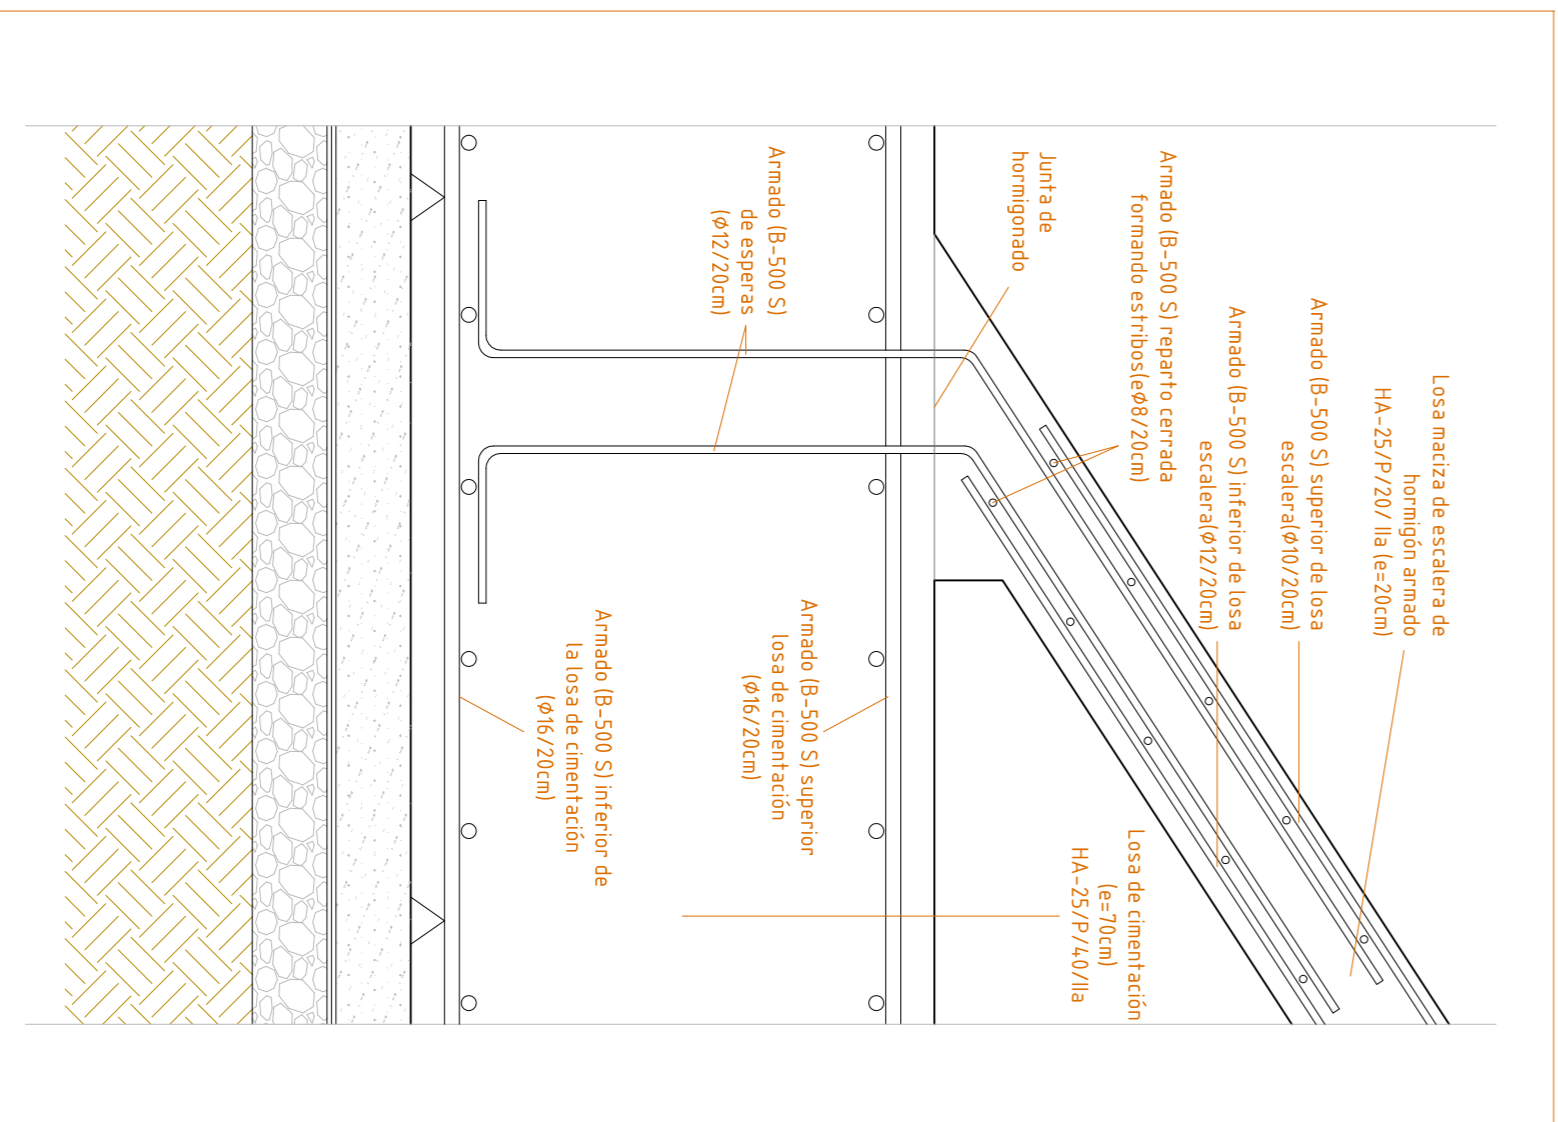 Losa maciza de escalera de
hormigón armado
HA-25/P/20/ IIa (e=20cm)
Armado (B-500 S) superior de losa
escalera(Ø10/20cm)
Armado (B-500 S) inferior de losa
escalera(Ø12/20cm)
Armado (B-500 S) reparto cerrada
formando estribos(eØ8/20cm)
Junta de
hormigonado
Losa de cimentación
(e=70cm)
HA-25/P/40/IIa
Armado (B-500 S)
de esperas
(Ø12/20cm)
Armado (B-500 S) superior
losa de cimentación
(Ø16/20cm)
Armado (B-500 S) inferior de
la losa de cimentación
(Ø16/20cm)